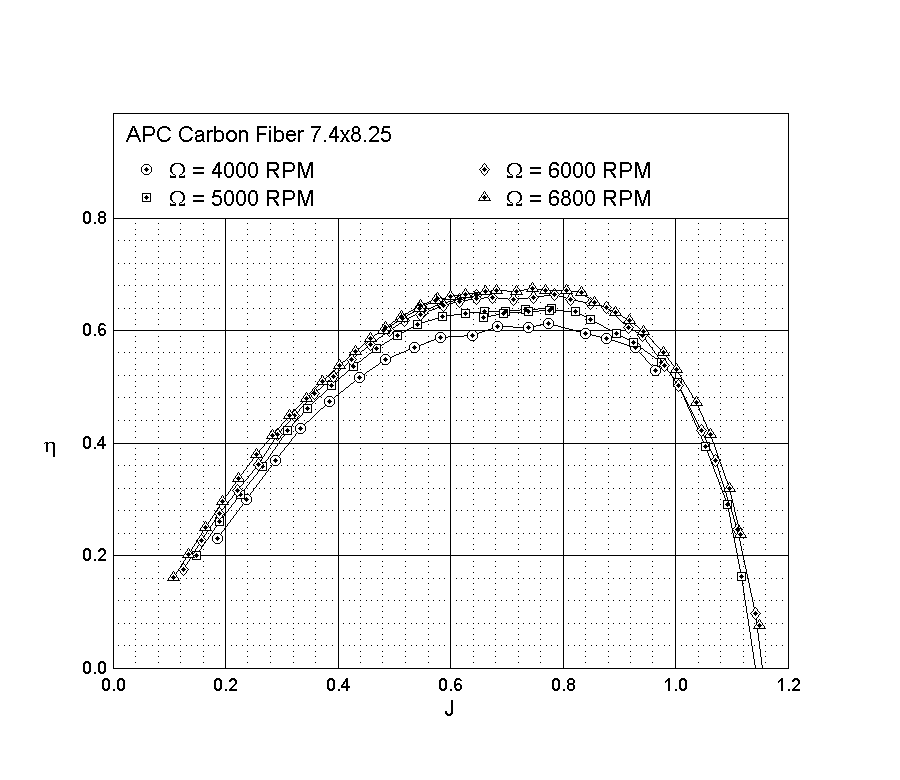 APC Carbon Fiber 7.4x8.25
Ω = 4000 RPM
Ω = 6000 RPM
Ω = 5000 RPM
Ω = 6800 RPM
0.8
0.6
η
0.4
0.2
0.0
0.0 0.2 0.4 0.6 0.8 1.0 1.2
J